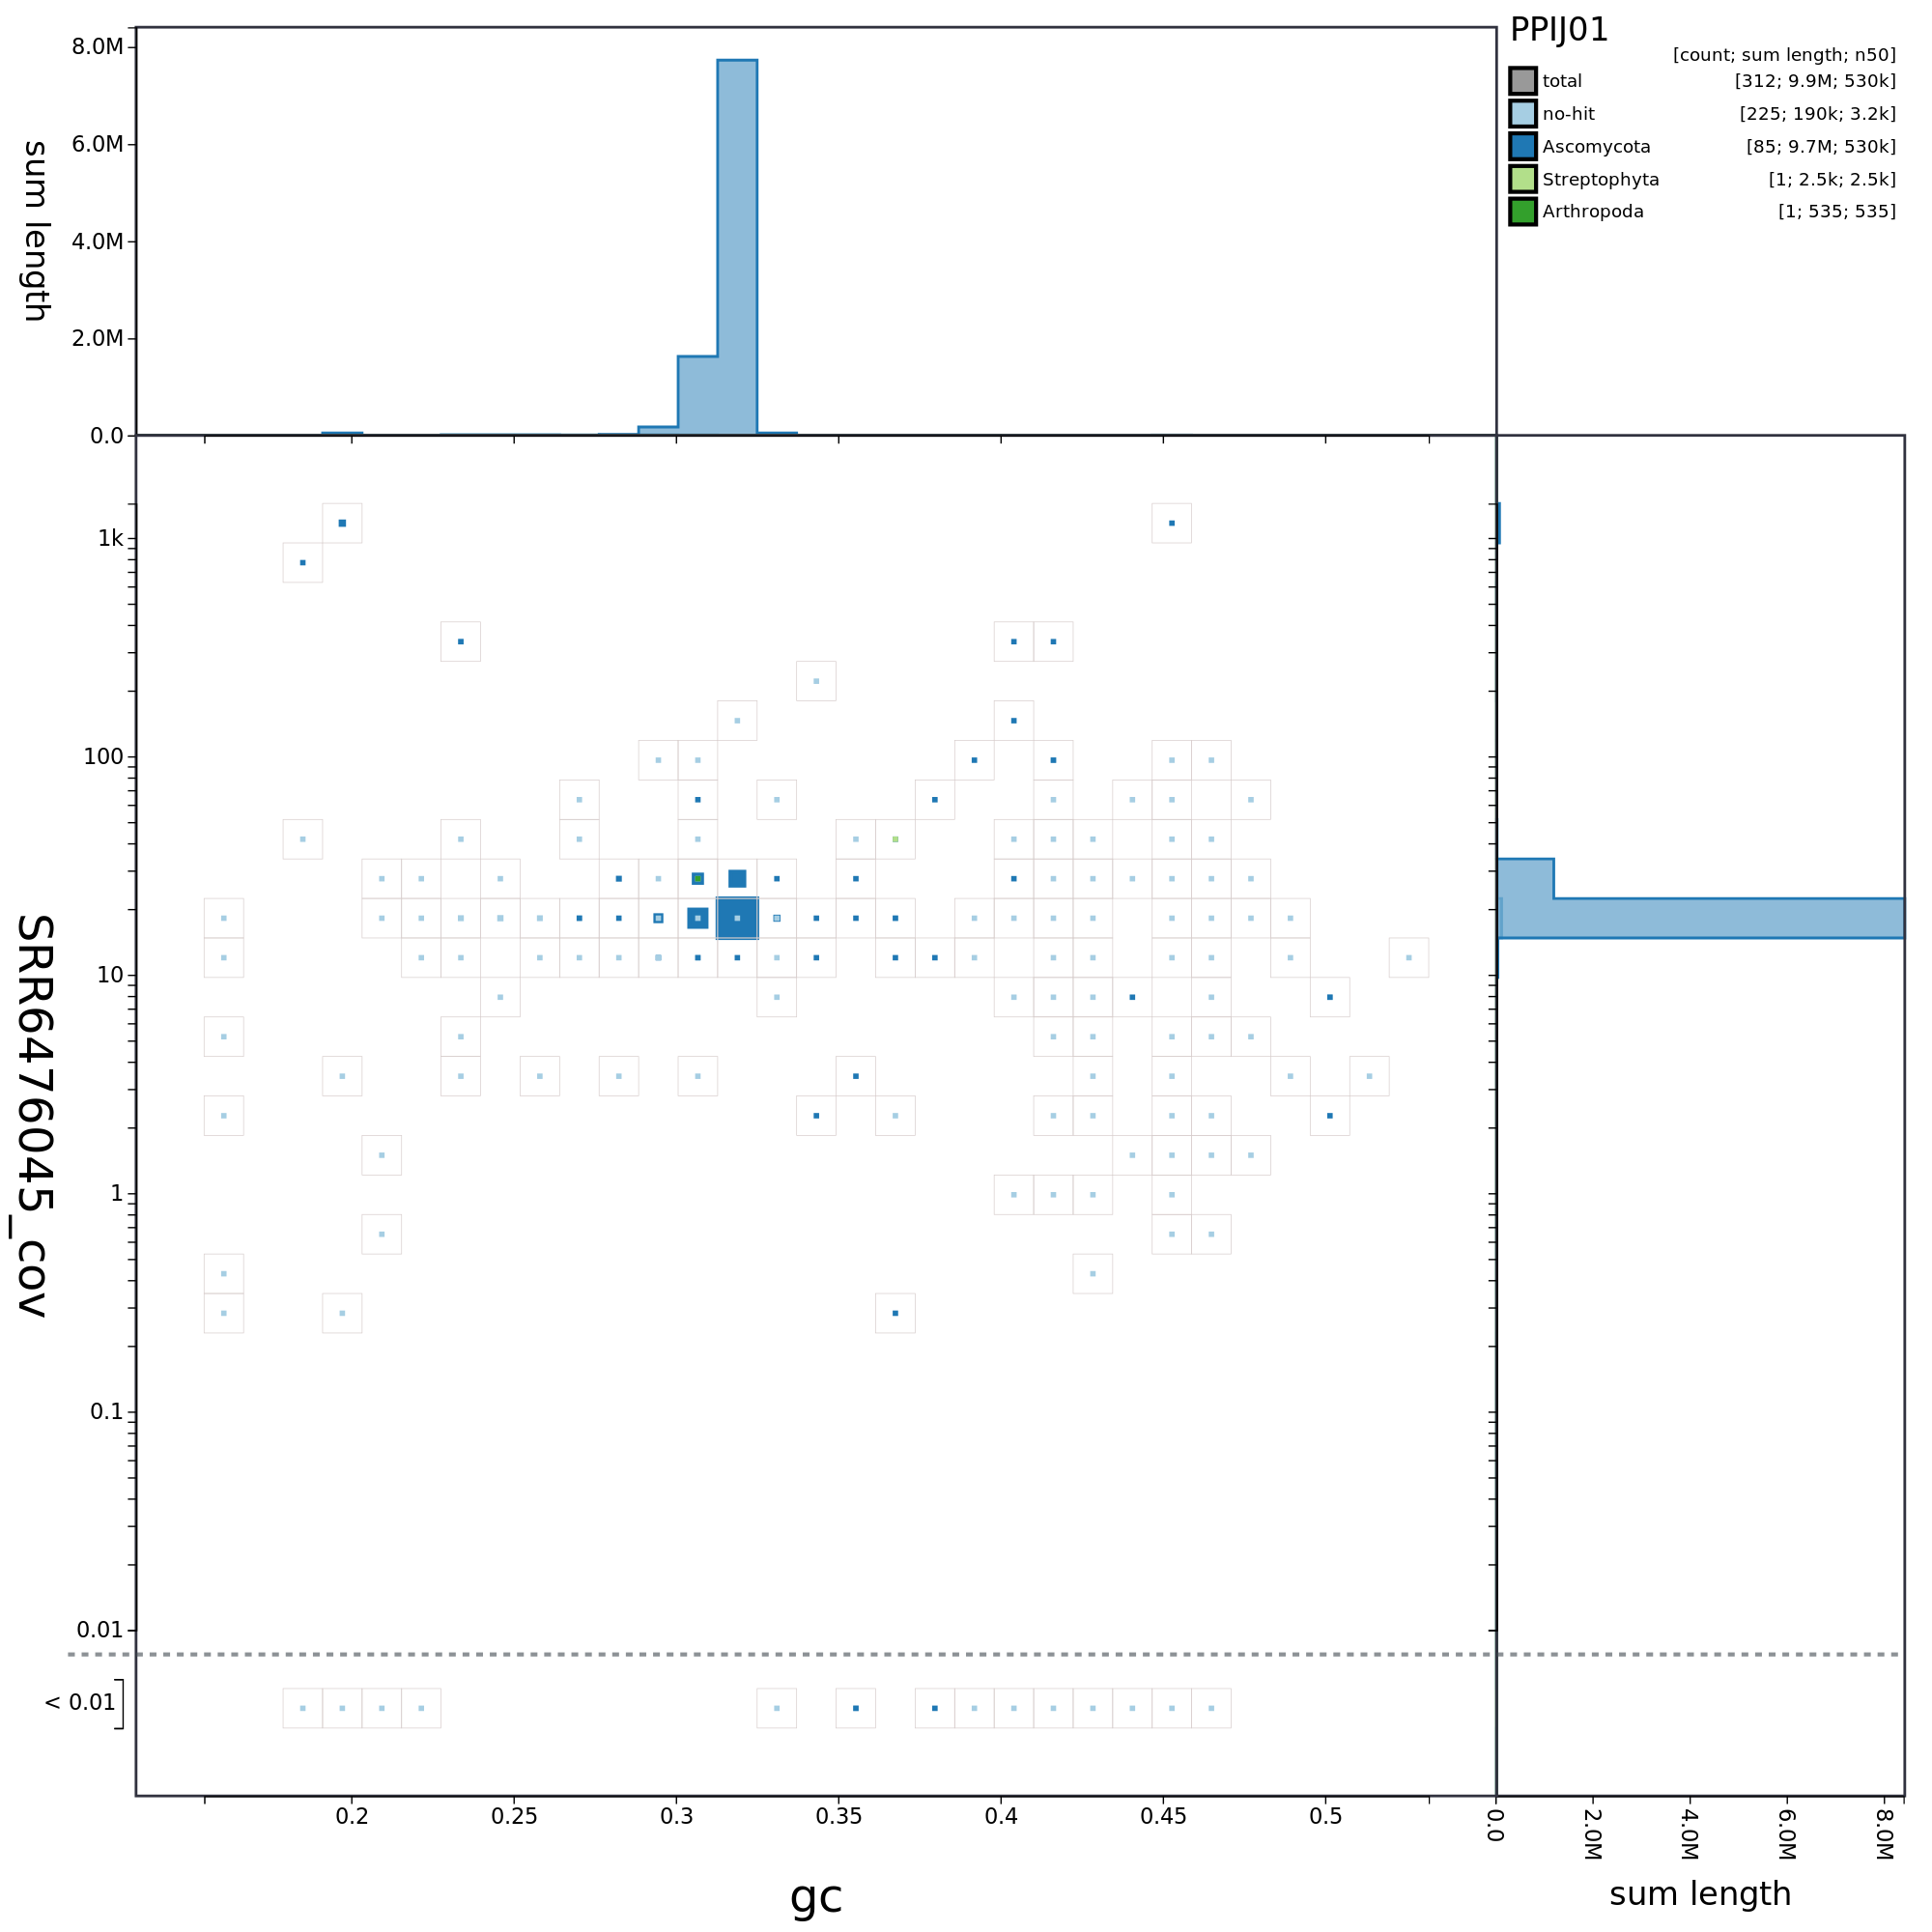 PPIJ01
[count; sum length; n50]
total [312; 9.9M; 530k]
no-hit [225; 190k; 3.2k]
Ascomycota [85; 9.7M; 530k]
Streptophyta [1; 2.5k; 2.5k]
Arthropoda [1; 535; 535]
sum length
8.0M
6.0M
4.0M
2.0M
0.0
SRR6476045_cov
1k
100
10
1
0.1
0.01
< 0.01
0.2 0.25 0.3 0.35 0.4 0.45 0.5
gc
0.0 2.0M 4.0M 6.0M 8.0M
sum length